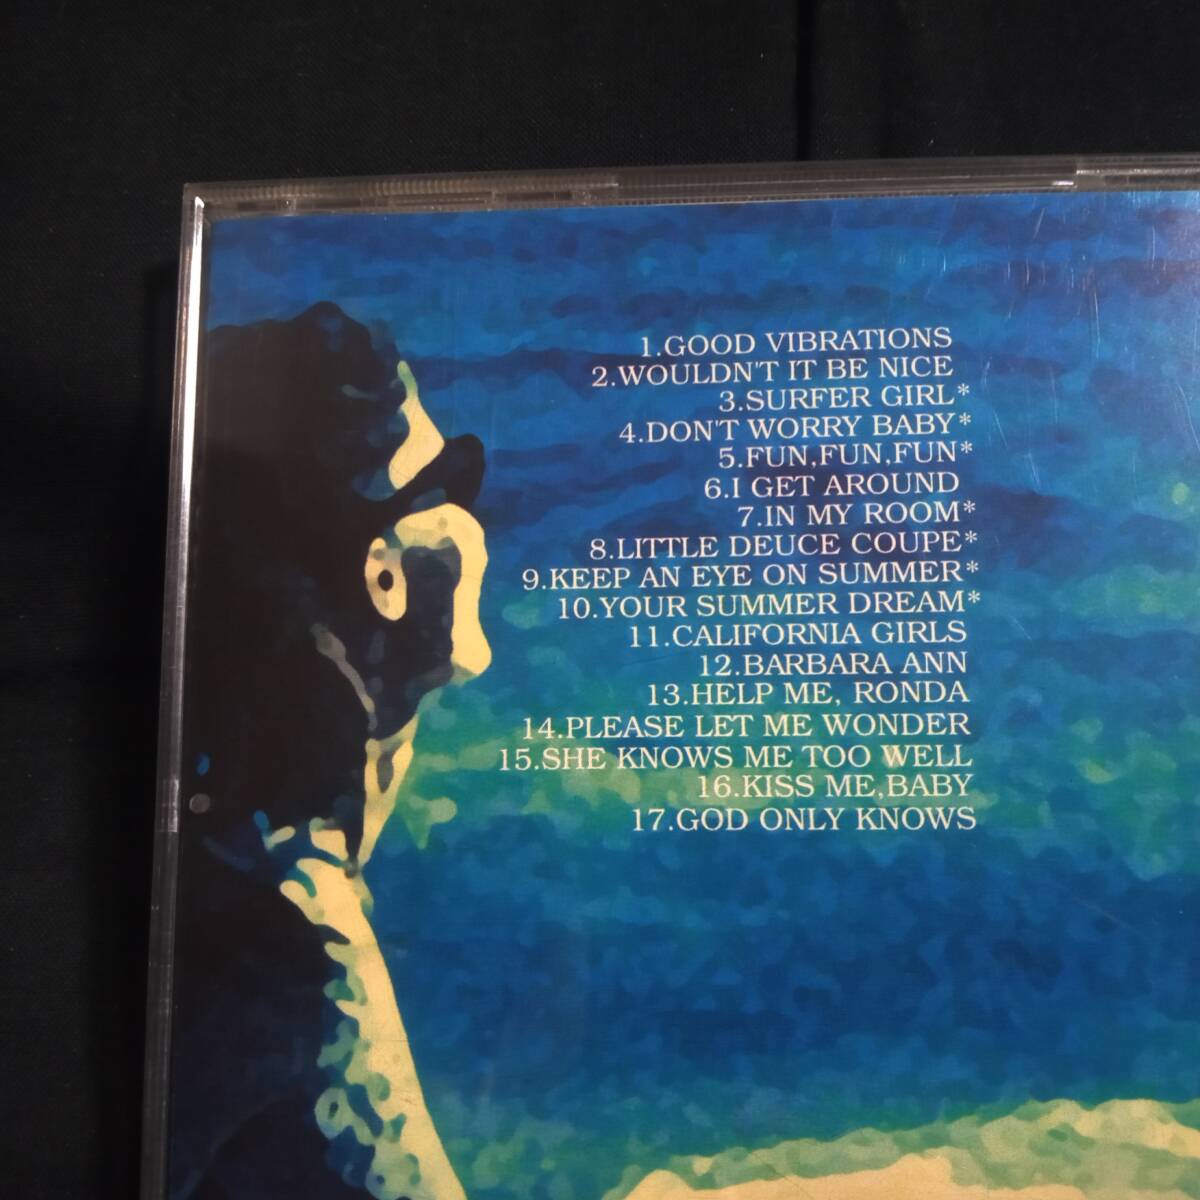 1.GOOD VIBRATIONS
2.WOULDN'T IT BE NICE
3.SURFER GIRL*
4.DON'T WORRY BABY*
5.FUN,FUN,FUN*
6.I GET AROUND
7.IN MY ROOM*
8.LITTLE DEUCE COUPE*
9.KEEP AN EYE ON SUMMER*
10.YOUR SUMMER DREAM*
11.CALIFORNIA GIRLS
12.BARBARA ANN
13.HELP ME, RONDA
14.PLEASE LET ME WONDER
15.SHE KNOWS ME TOO WELL
16.KISS ME,BABY
17.GOD ONLY KNOWS